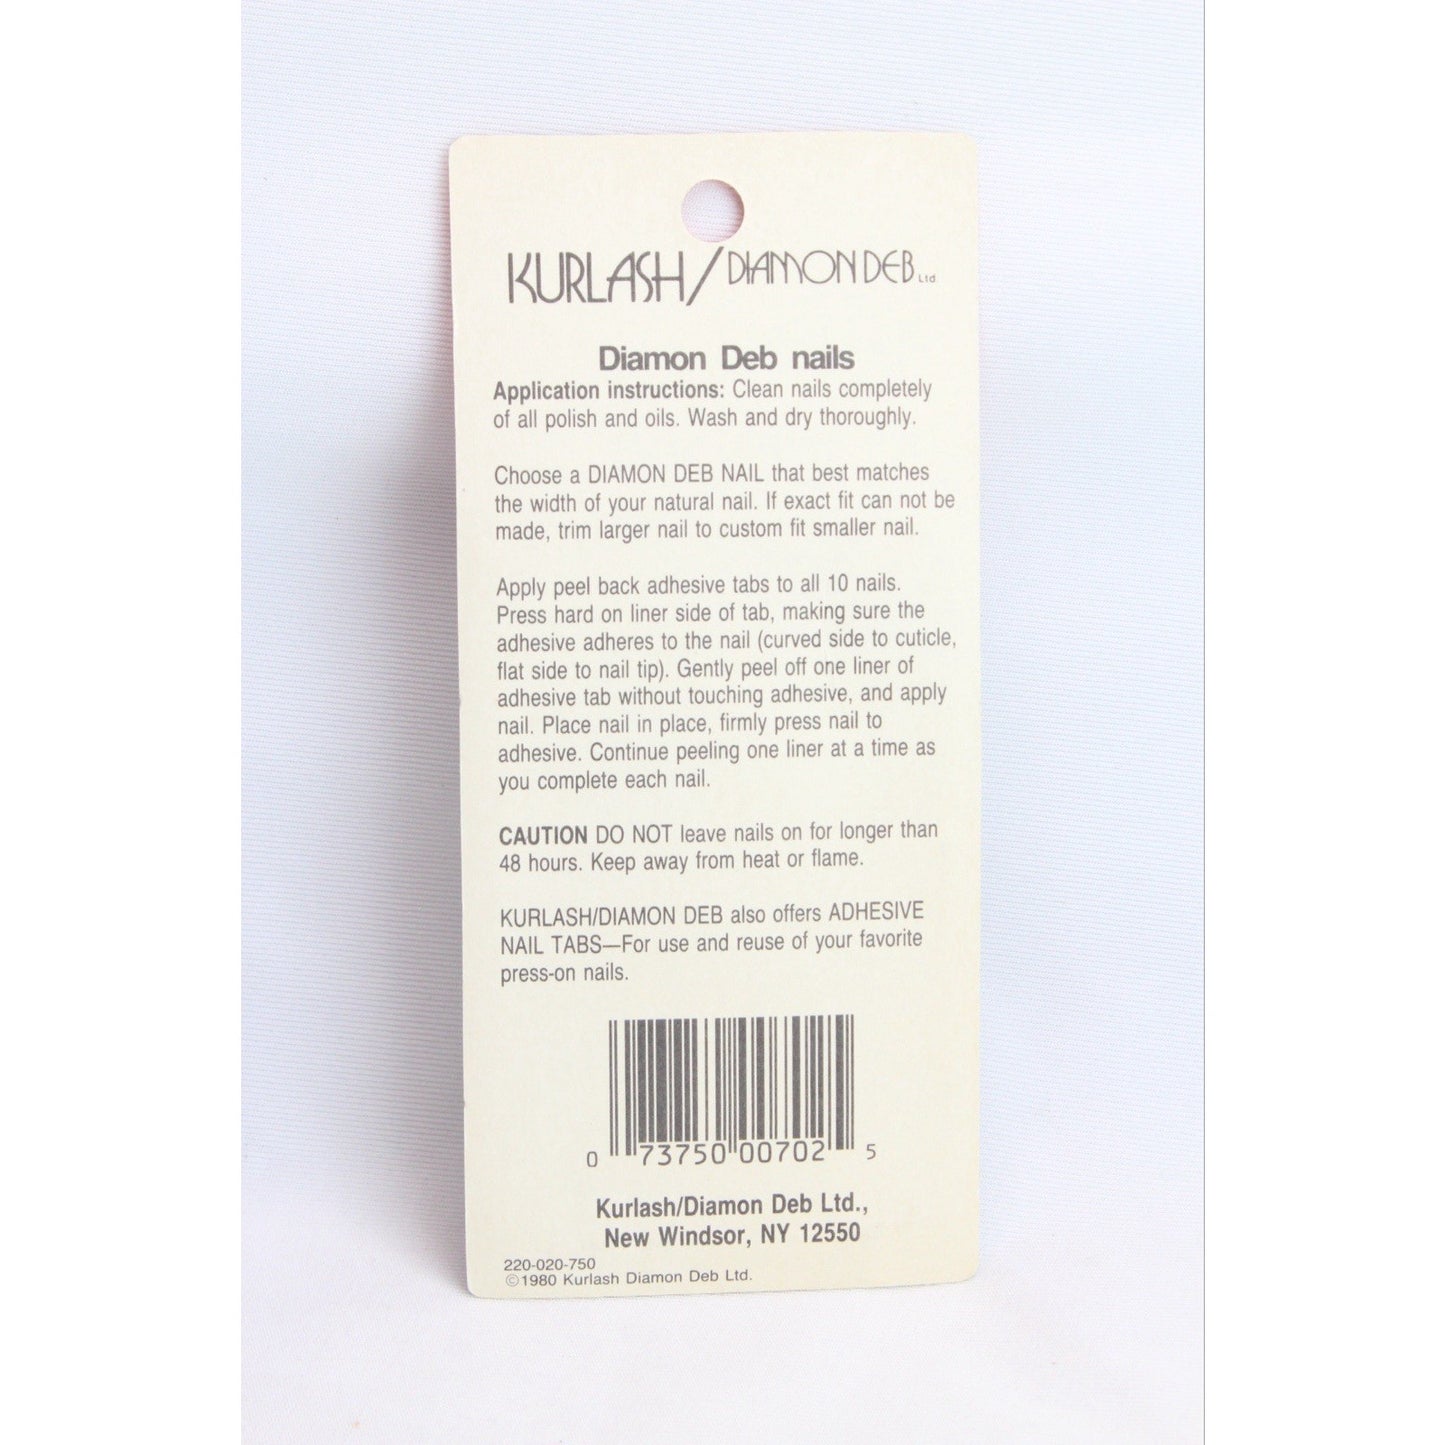 KURLASH/DIAMON DEB Ltd.
Diamon Deb nails
Application instructions: Clean nails completely
of all polish and oils. Wash and dry thoroughly.
Choose a DIAMON DEB NAIL that best matches
the width of your natural nail. If exact fit can not be
made, trim larger nail to custom fit smaller nail.
Apply peel back adhesive tabs to all 10 nails.
Press hard on liner side of tab, making sure the
adhesive adheres to the nail (curved side to cuticle,
flat side to nail tip). Gently peel off one liner of
adhesive tab without touching adhesive, and apply
nail. Place nail in place, firmly press nail to
adhesive. Continue peeling one liner at a time as
you complete each nail.
CAUTION DO NOT leave nails on for longer than
48 hours. Keep away from heat or flame.
KURLASH/DIAMON DEB also offers ADHESIVE
NAIL TABS—For use and reuse of your favorite
press-on nails.
0 73750 00702 5
Kurlash/Diamon Deb Ltd.,
New Windsor, NY 12550
220-020-750
©1980 Kurlash Diamon Deb Ltd.